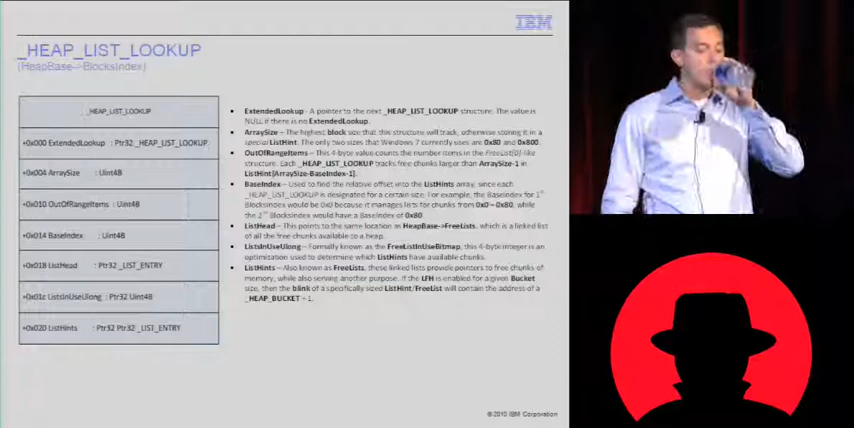 IBM
_HEAP_LIST_LOOKUP
(HeapBase->BlocksIndex)
_HEAP_LIST_LOOKUP
+0x000 ExtendedLookup : Ptr32 _HEAP_LIST_LOOKUP
+0x004 ArraySize : Uint4B
+0x010 OutOfRangeItems : Uint4B
+0x014 BaseIndex : Uint4B
+0x018 ListHead : Ptr32 _LIST_ENTRY
+0x01c ListsInUseUlong : Ptr32 Uint4B
+0x020 ListHints : Ptr32 Ptr32 _LIST_ENTRY
• ExtendedLookup - A pointer to the next _HEAP_LIST_LOOKUP structure. The value is
NULL if there is no ExtendedLookup.
• ArraySize – The highest block size that this structure will track, otherwise storing it in a
special ListHint. The only two sizes that Windows 7 currently uses are 0x80 and 0x800.
• OutOfRangeItems – This 4-byte value counts the number items in the FreeList[0]-like
structure. Each _HEAP_LIST_LOOKUP tracks free chunks larger than ArraySize-1 in
ListHint[ArraySize-BaseIndex-1].
• BaseIndex – Used to find the relative offset into the ListHints array, since each
_HEAP_LIST_LOOKUP is designated for a certain size. For example, the BaseIndex for 1st
BlocksIndex would be 0x0 because it manages lists for chunks from 0x0 – 0x80, while
the 2nd BlocksIndex would have a BaseIndex of 0x80.
• ListHead – This points to the same location as HeapBase->FreeLists, which is a linked list
of all the free chunks available to a heap.
• ListsInUseUlong – Formally known as the FreeListInUseBitmap, this 4-byte integer is an
optimization used to determine which ListHints have available chunks.
• ListHints – Also known as FreeLists, these linked lists provide pointers to free chunks of
memory, while also serving another purpose. If the LFH is enabled for a given Bucket
size, then the blink of a specifically sized ListHint/FreeList will contain the address of a
_HEAP_BUCKET + 1.
© 2010 IBM Corporation